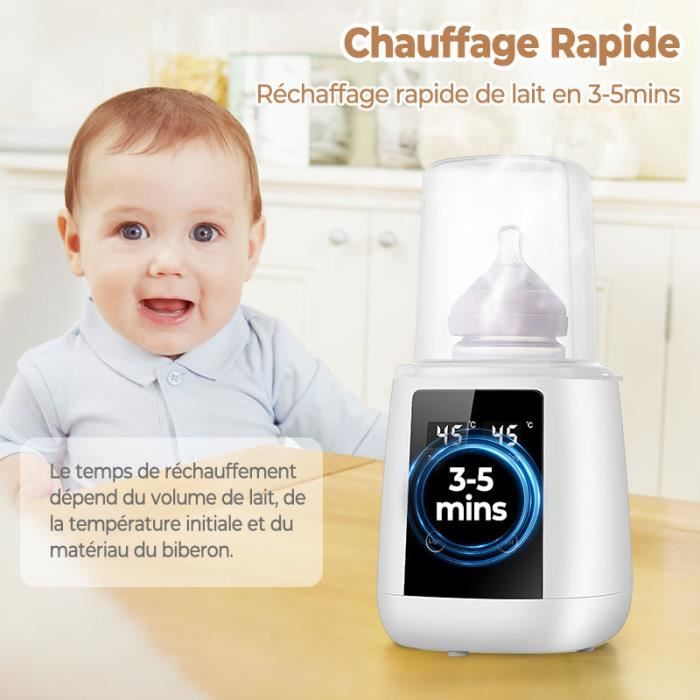 Chauffage Rapide
Réchaffage rapide de lait en 3-5mins
45 °C 45 °C
3-5
mins
Le temps de réchauffement
dépend du volume de lait, de
la température initiale et du
matériau du biberon.